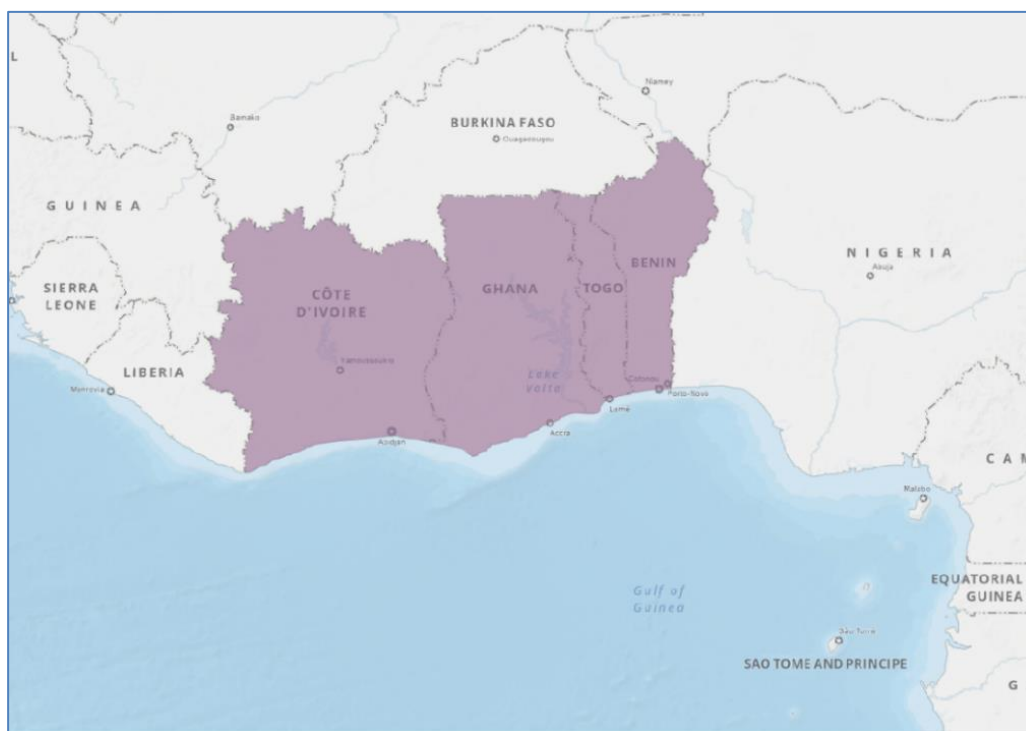 L
Niamey
Bamako
BURKINA FASO
Ouagadougou
GUINEA
NIGERIA
Abuja
BENIN
SIERRA
LEONE
CÔTE
D'IVOIRE
GHANA
TOGO
Yamoussoukro
LIBERIA
Lake
Volta
Cotonou
Porto-Novo
Monrovia
Lomé
Accra
Abidjan
CAM
Malabo
EQUATORIAL
GUINEA
Gulf of
Guinea
São Tomé
SAO TOME AND PRINCIPE
G